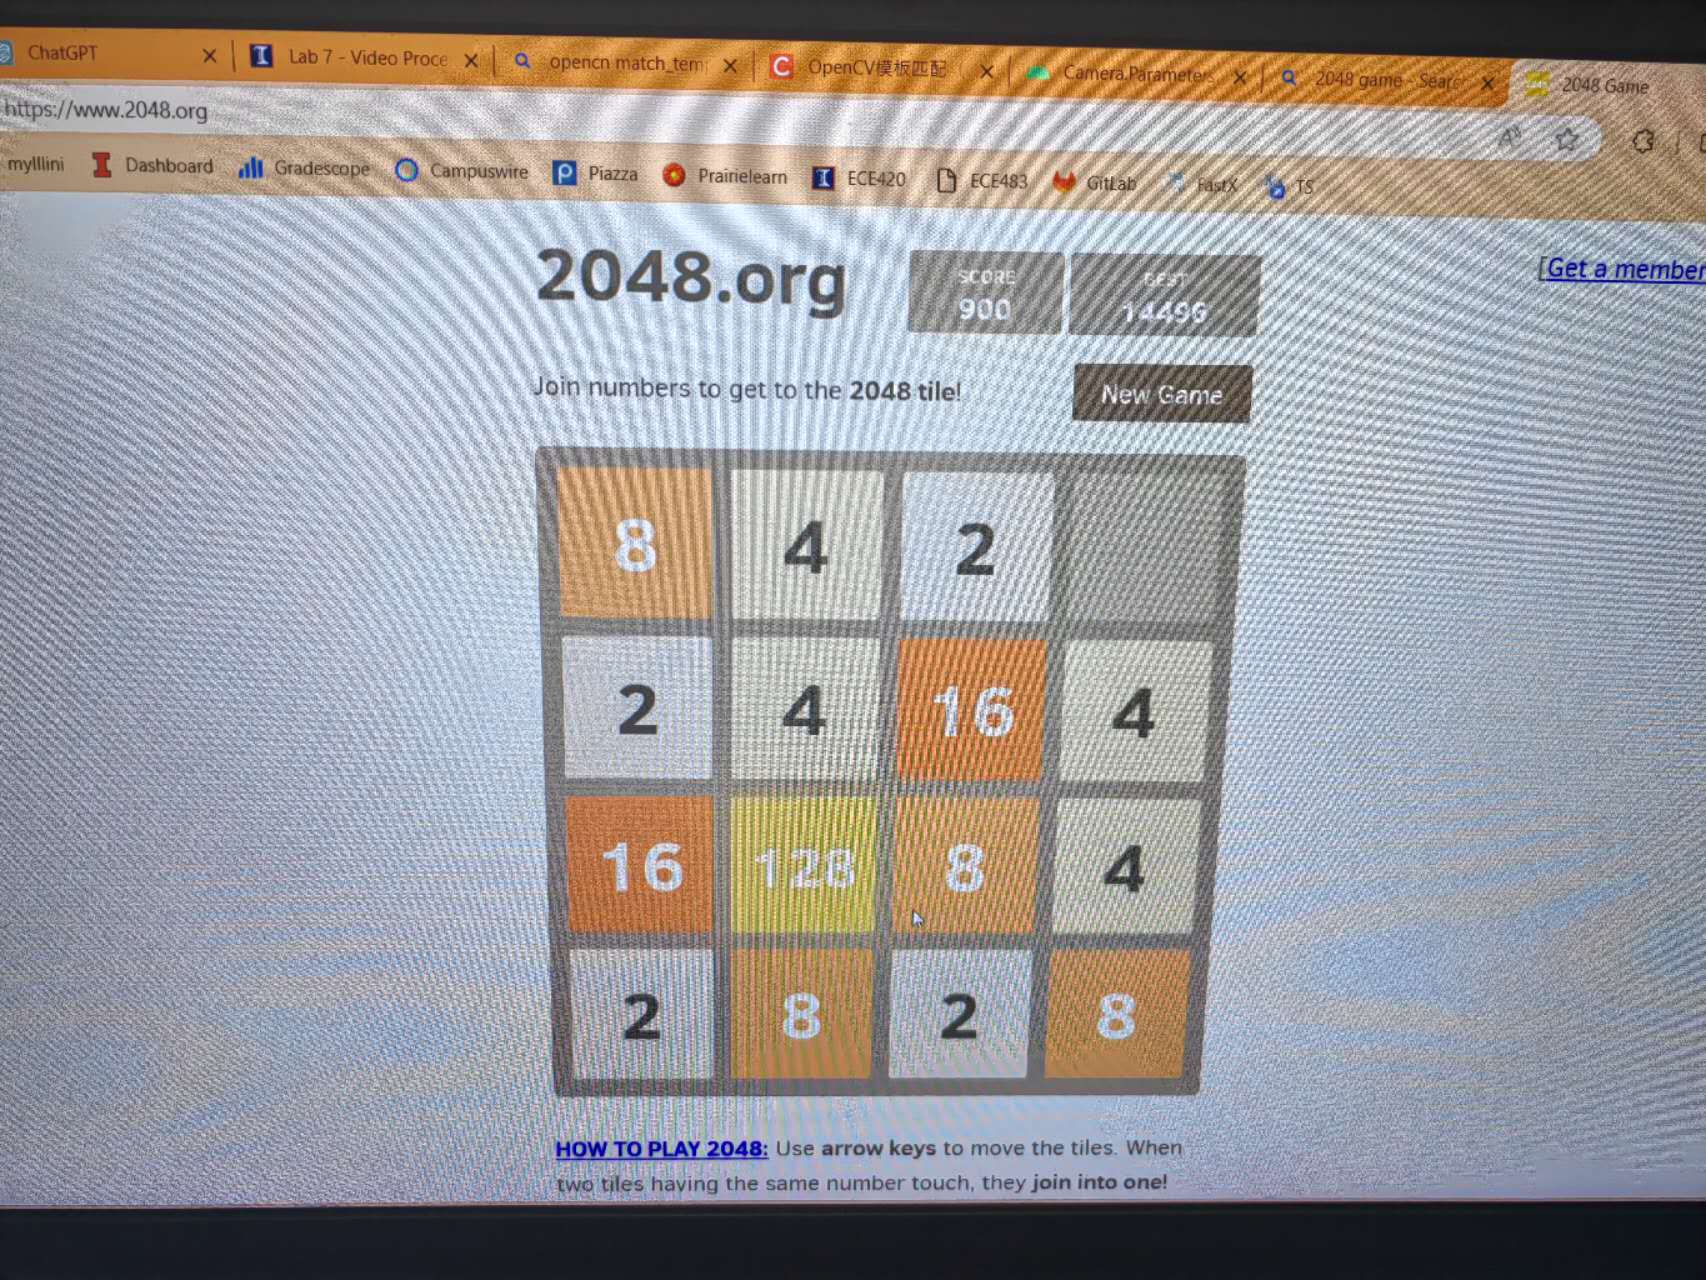 ChatGPT Lab 7 - Video Proce opencn match_tem OpenCV模板匹配 Camera.Parameters 2048 game - Searc 2048 Game
https://www.2048.org
myIllini Dashboard Gradescope Campuswire Piazza Prairielearn ECE420 ECE483 GitLab FastX TS
2048.org
SCORE
900
BEST
14496
[Get a member
Join numbers to get to the 2048 tile!
New Game
8 4 2
2 4 16 4
16 128 8 4
2 8 2 8
HOW TO PLAY 2048: Use arrow keys to move the tiles. When
two tiles having the same number touch, they join into one!